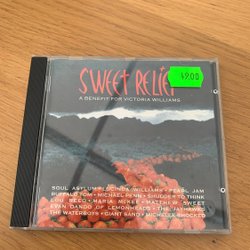 SWEET RELIEF
A BENEFIT FOR VICTORIA WILLIAMS
49.00
SOUL ASYLUM • LUCINDA WILLIAMS • PEARL JAM
BUFFALO TOM • MICHAEL PENN • SHUDDER TO THINK
LOU REED • MARIA MCKEE • MATTHEW SWEET
EVAN DANDO OF LEMONHEADS • THE JAYHAWKS
THE WATERBOYS • GIANT SAND • MICHELLE SHOCKED